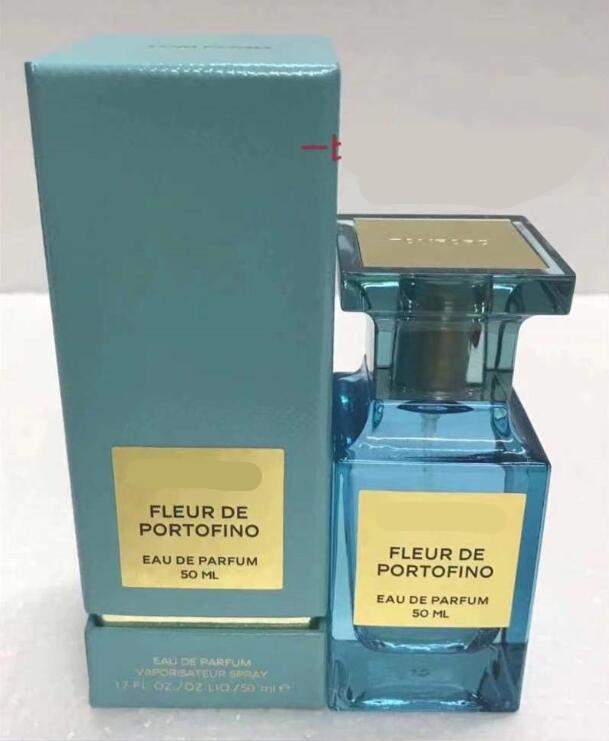 FLEUR DE
PORTOFINO
EAU DE PARFUM
50 ML
EAU DE PARFUM
VAPORISATEUR SPRAY
1.7 FL. OZ./OZ LIQ./50 ml ℮
FLEUR DE
PORTOFINO
EAU DE PARFUM
50 ML